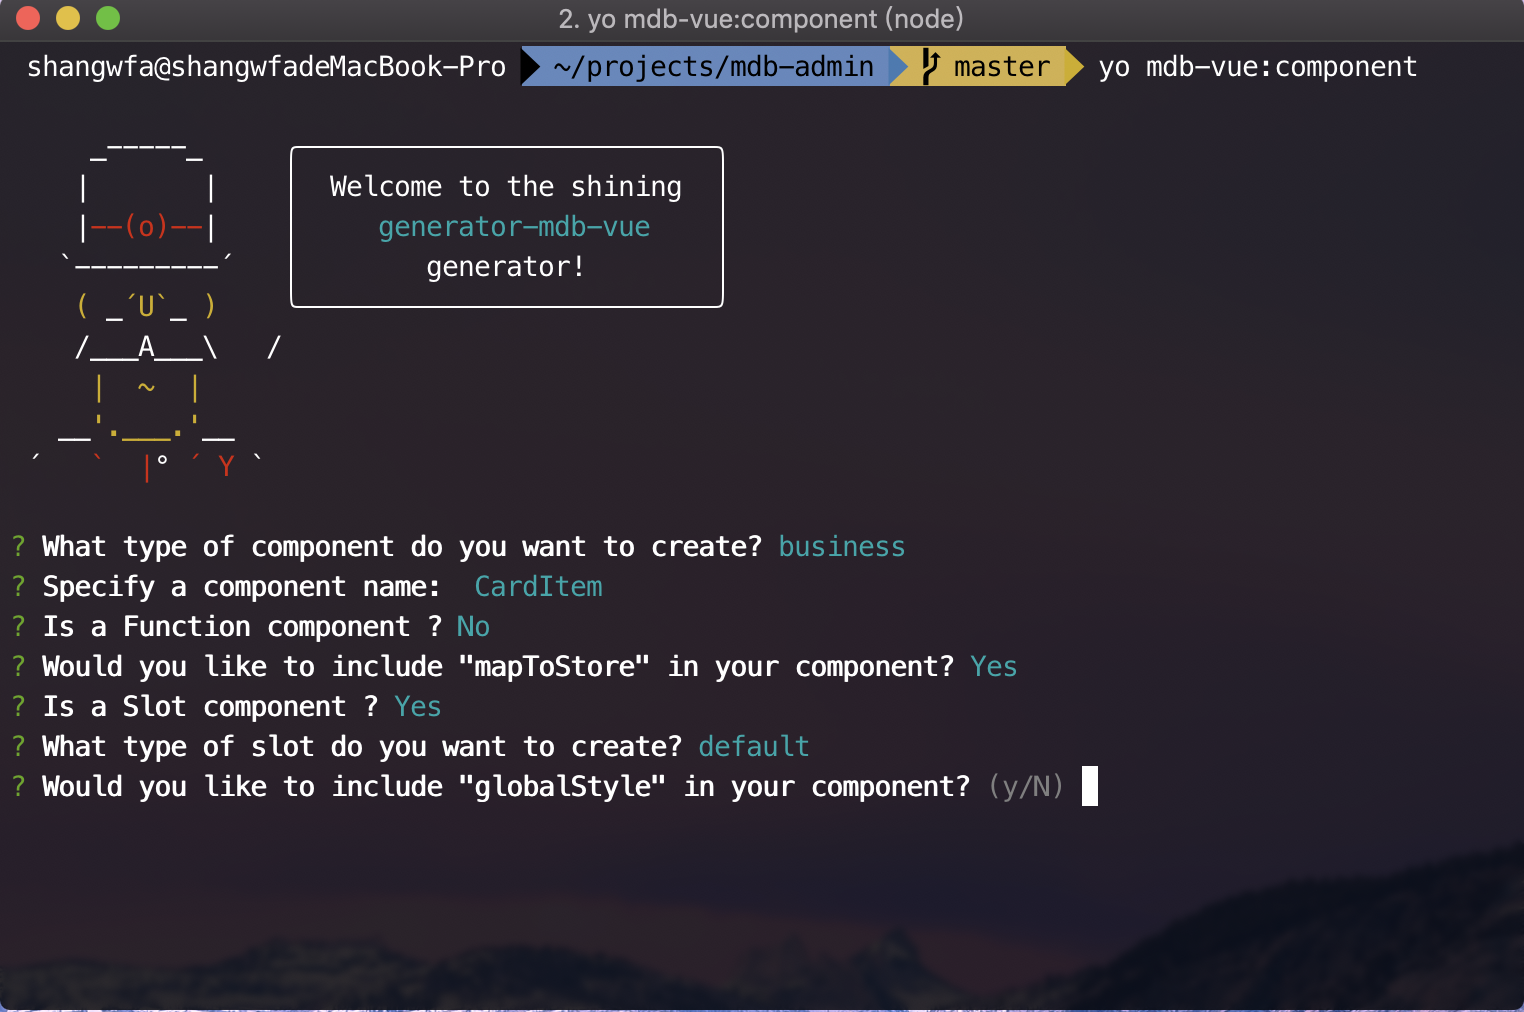 2. yo mdb-vue:component (node)
shangwfa@shangwfadeMacBook-Pro ~/projects/mdb-admin master yo mdb-vue:component
_-----_
|       |
|--(o)--|
`---------´
( _´U`_ )
/___A___\   /
|  ~  |
__'.___.'__
´   `  |° ´ Y `
Welcome to the shining
generator-mdb-vue
generator!
? What type of component do you want to create? business
? Specify a component name:  CardItem
? Is a Function component ? No
? Would you like to include "mapToStore" in your component? Yes
? Is a Slot component ? Yes
? What type of slot do you want to create? default
? Would you like to include "globalStyle" in your component? (y/N)